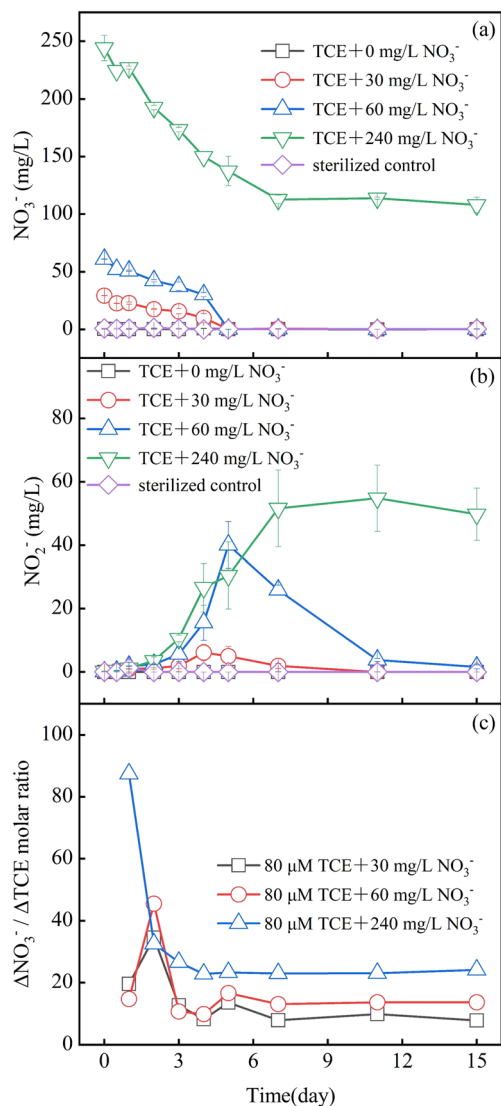 (a)
TCE+0 mg/L NO₃⁻
TCE+30 mg/L NO₃⁻
TCE+60 mg/L NO₃⁻
TCE+240 mg/L NO₃⁻
sterilized control
250
200
150
100
50
0
NO₃⁻ (mg/L)
(b)
TCE+0 mg/L NO₃⁻
TCE+30 mg/L NO₃⁻
TCE+60 mg/L NO₃⁻
TCE+240 mg/L NO₃⁻
sterilized control
80
60
40
20
0
NO₂⁻ (mg/L)
(c)
80 μM TCE+30 mg/L NO₃⁻
80 μM TCE+60 mg/L NO₃⁻
80 μM TCE+240 mg/L NO₃⁻
100
80
60
40
20
0
ΔNO₃⁻ / ΔTCE molar ratio
0 3 6 9 12 15
Time(day)